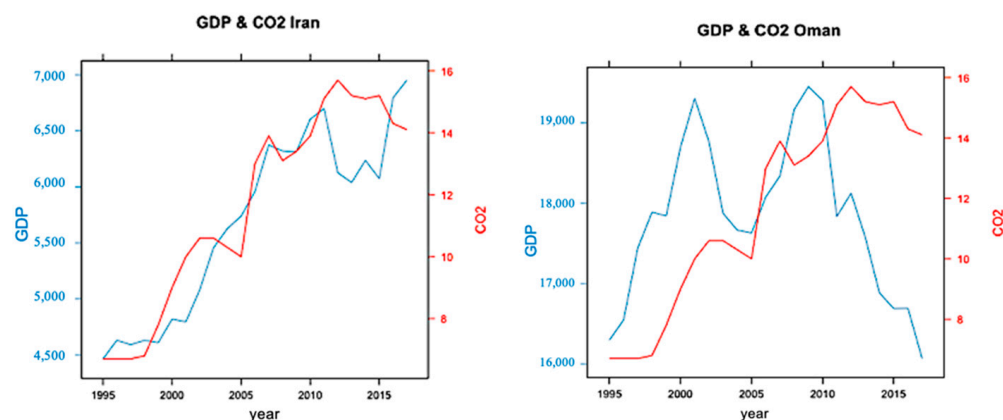 GDP & CO2 Iran
7,000
6,500
6,000
5,500
5,000
4,500
GDP
16
14
12
10
8
CO2
1995 2000 2005 2010 2015
year
GDP & CO2 Oman
19,000
18,000
17,000
16,000
GDP
16
14
12
10
8
CO2
1995 2000 2005 2010 2015
year